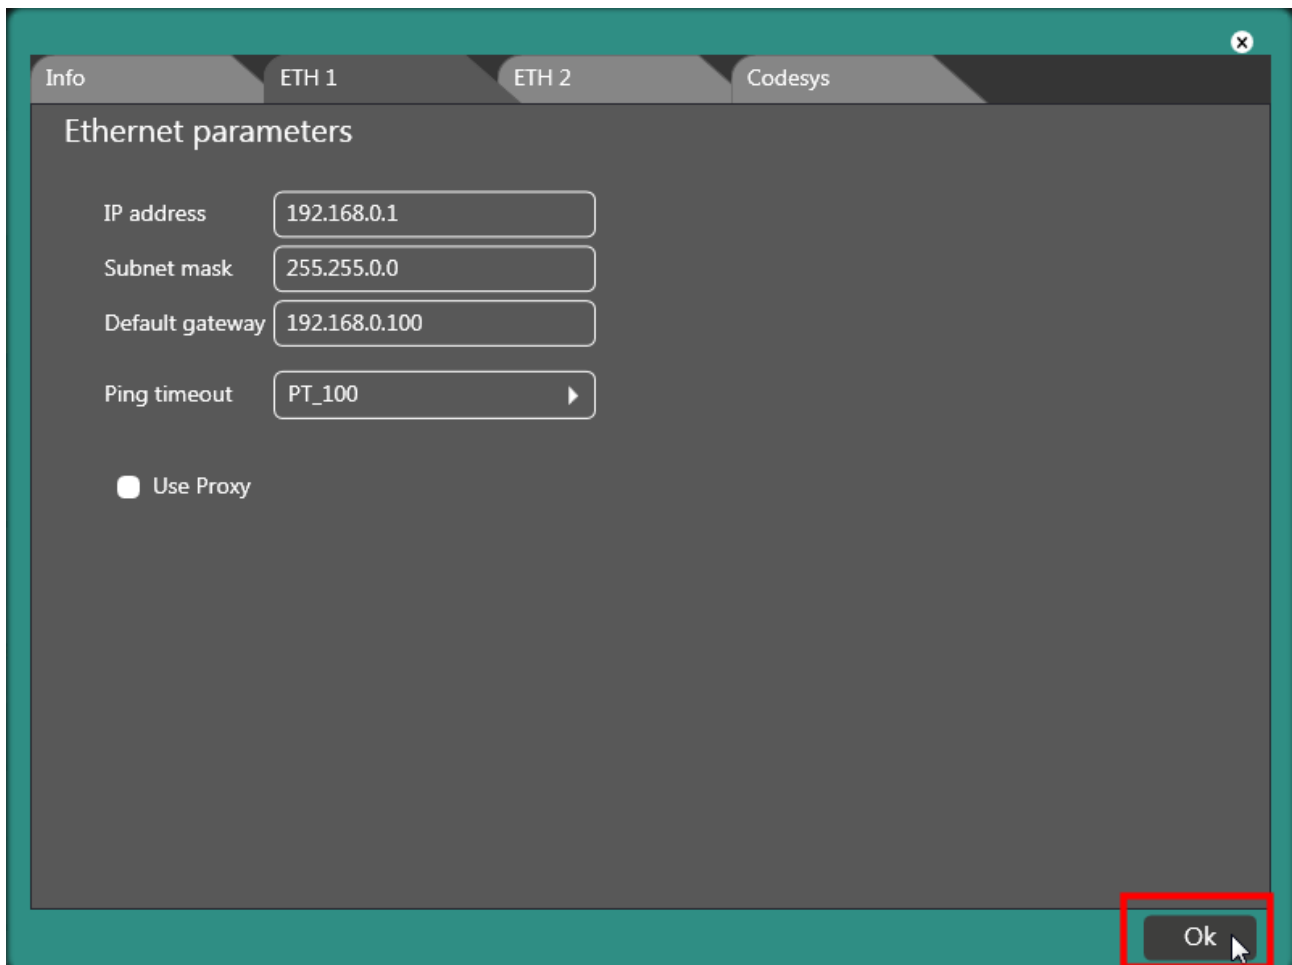 Info ETH 1 ETH 2 Codesys
Ethernet parameters
IP address 192.168.0.1
Subnet mask 255.255.0.0
Default gateway 192.168.0.100
Ping timeout PT_100
Use Proxy
Ok